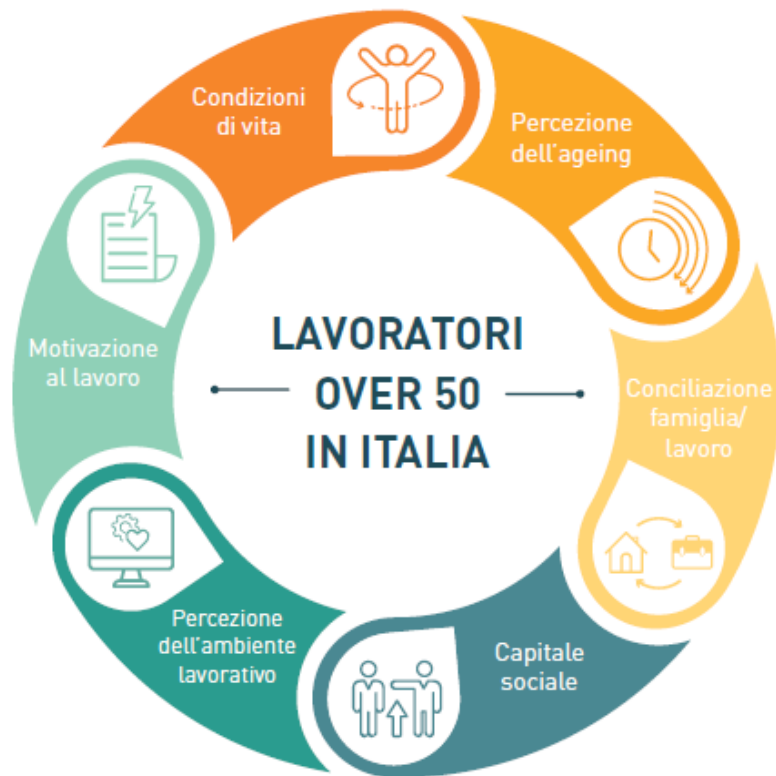 Condizioni
di vita
Percezione
dell'ageing
Motivazione
al lavoro
LAVORATORI
OVER 50
IN ITALIA
Conciliazione
famiglia/
lavoro
Percezione
dell'ambiente
lavorativo
Capitale
sociale